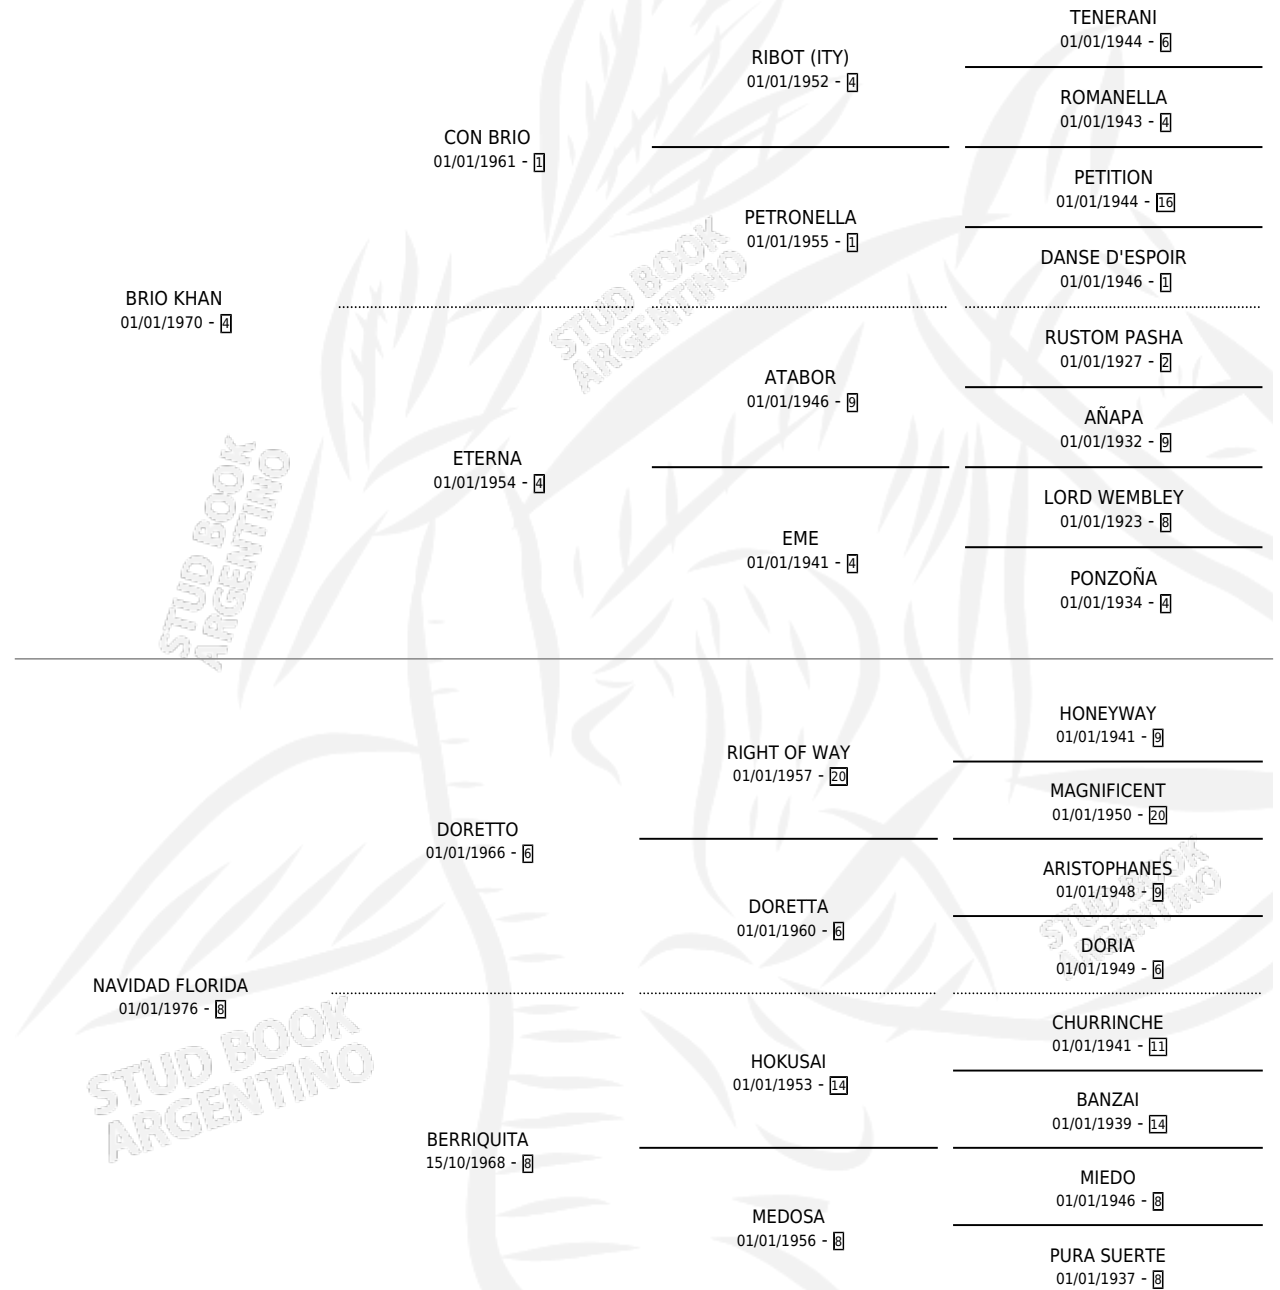 TENERANI
01/01/1944 - 6
RIBOT (ITY)
01/01/1952 - 4
ROMANELLA
01/01/1943 - 4
CON BRIO
01/01/1961 - 1
PETITION
01/01/1944 - 16
PETRONELLA
01/01/1955 - 1
DANSE D'ESPOIR
01/01/1946 - 1
BRIO KHAN
01/01/1970 - 4
RUSTOM PASHA
01/01/1927 - 2
ATABOR
01/01/1946 - 9
AÑAPA
01/01/1932 - 9
ETERNA
01/01/1954 - 4
LORD WEMBLEY
01/01/1923 - 8
EME
01/01/1941 - 4
PONZOÑA
01/01/1934 - 4
STUD BOOK
ARGENTINO
STUD BOOK
ARGENTINO
HONEYWAY
01/01/1941 - 9
RIGHT OF WAY
01/01/1957 - 20
MAGNIFICENT
01/01/1950 - 20
DORETTO
01/01/1966 - 6
ARISTOPHANES
01/01/1948 - 9
DORETTA
01/01/1960 - 6
DORIA
01/01/1949 - 6
NAVIDAD FLORIDA
01/01/1976 - 8
CHURRINCHE
01/01/1941 - 11
HOKUSAI
01/01/1953 - 14
BANZAI
01/01/1939 - 14
BERRIQUITA
15/10/1968 - 8
MIEDO
01/01/1946 - 8
MEDOSA
01/01/1956 - 8
PURA SUERTE
01/01/1937 - 8
STUD BOOK
ARGENTINO
STUD BOOK
ARGENTINO